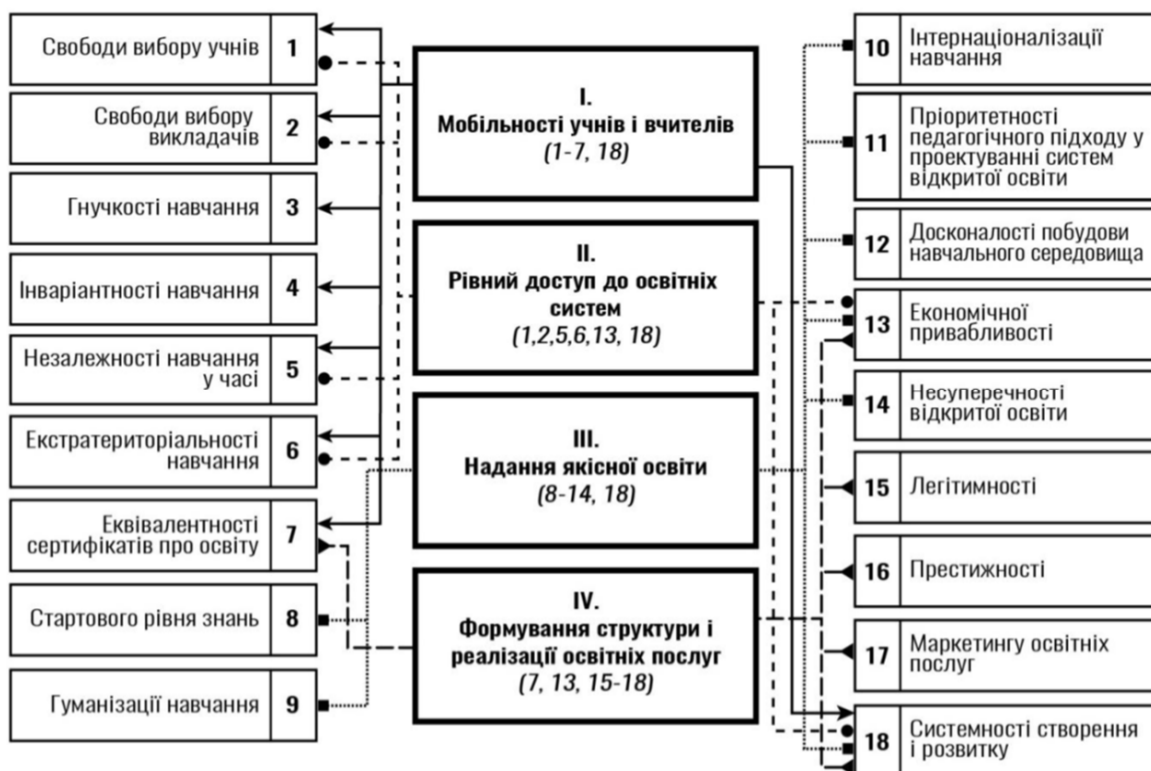 Свободи вибору учнів
1
Свободи вибору
викладачів
2
Гнучкості навчання
3
Інваріантності навчання
4
Незалежності навчання
у часі
5
Екстратериторіальності
навчання
6
Еквівалентності
сертифікатів про освіту
7
Стартового рівня знань
8
Гуманізації навчання
9
I.
Мобільності учнів і вчителів
(1-7, 18)
II.
Рівний доступ до освітніх
систем
(1,2,5,6,13, 18)
III.
Надання якісної освіти
(8-14, 18)
IV.
Формування структури і
реалізації освітніх послуг
(7, 13, 15-18)
10
Інтернаціоналізації
навчання
11
Пріоритетності
педагогічного підходу у
проектуванні систем
відкритої освіти
12
Досконалості побудови
навчального середовища
13
Економічної
привабливості
14
Несуперечності
відкритої освіти
15
Легітимності
16
Престижності
17
Маркетингу освітніх
послуг
18
Системності створення
і розвитку